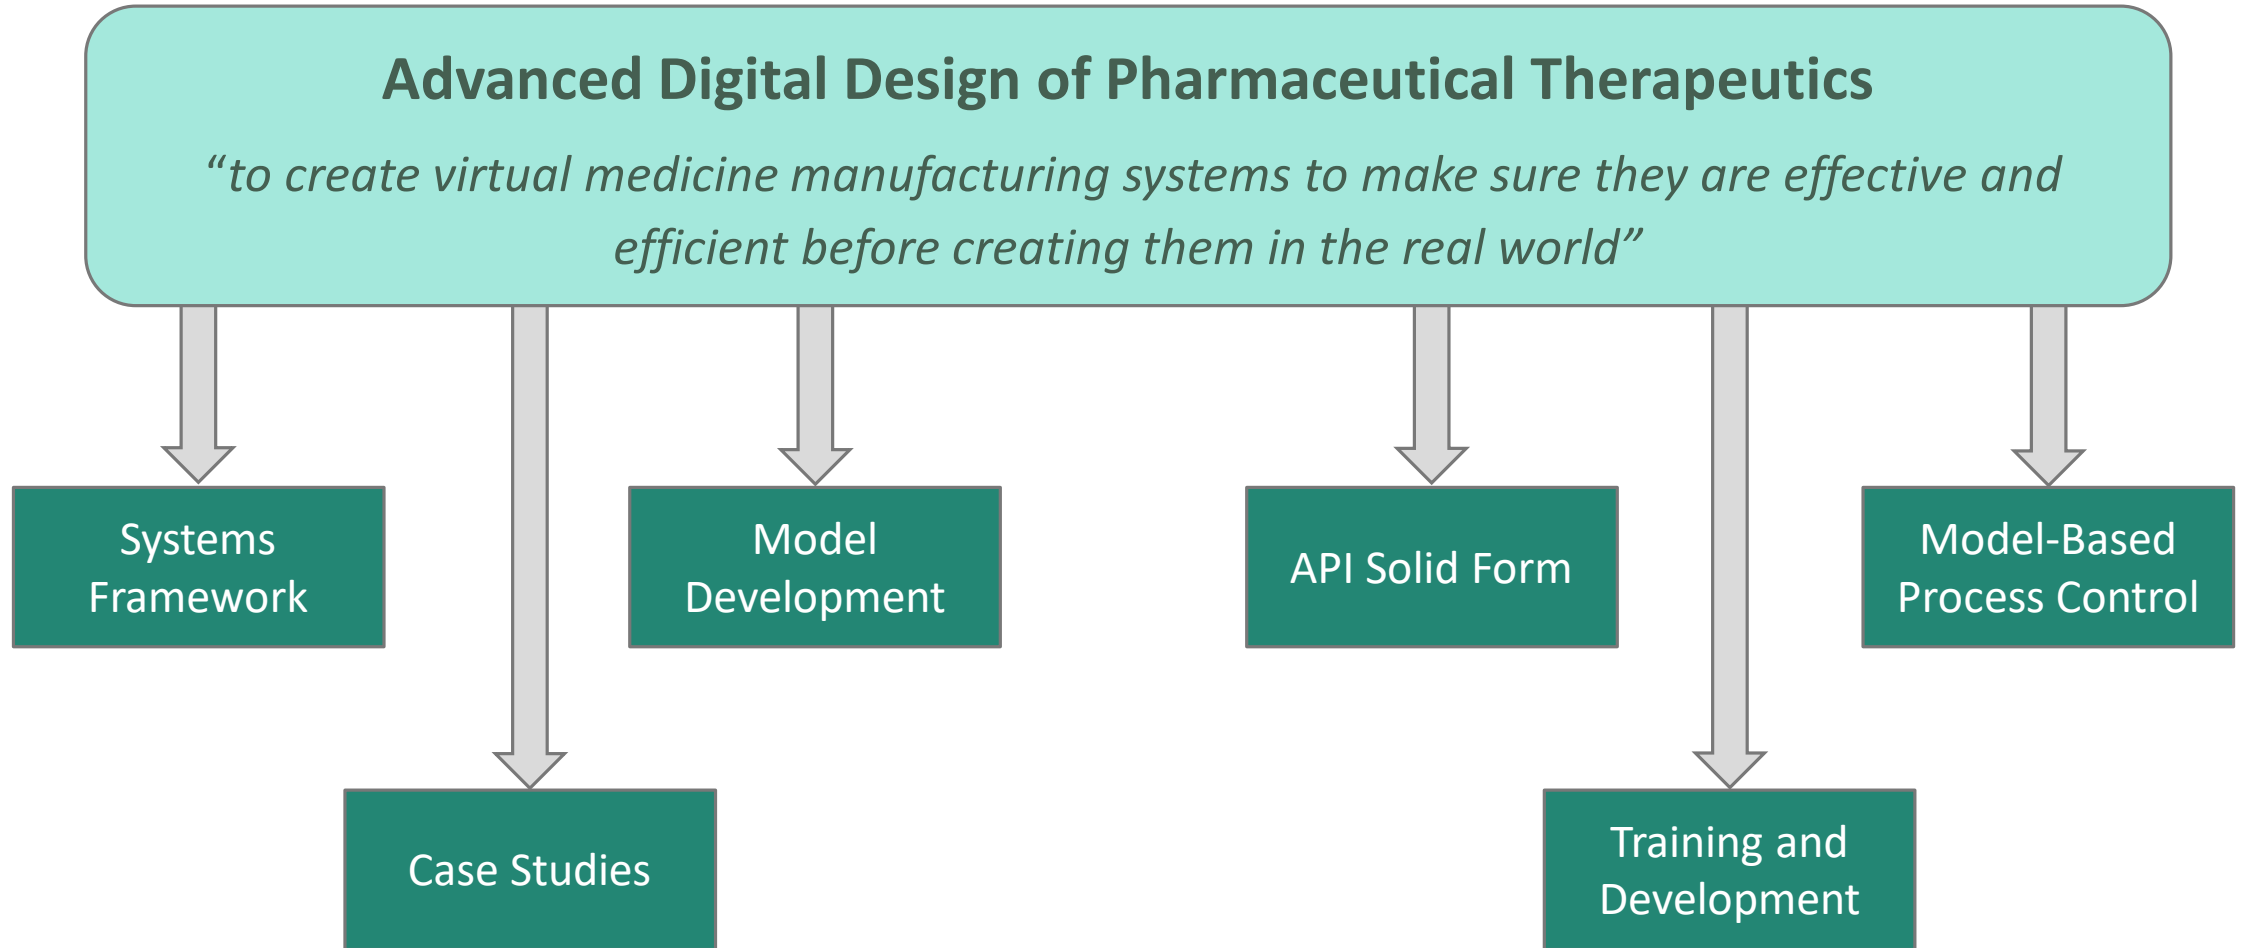 Advanced Digital Design of Pharmaceutical Therapeutics
“to create virtual medicine manufacturing systems to make sure they are effective and
efficient before creating them in the real world”
Systems
Framework
Model
Development
API Solid Form
Model-Based
Process Control
Case Studies
Training and
Development